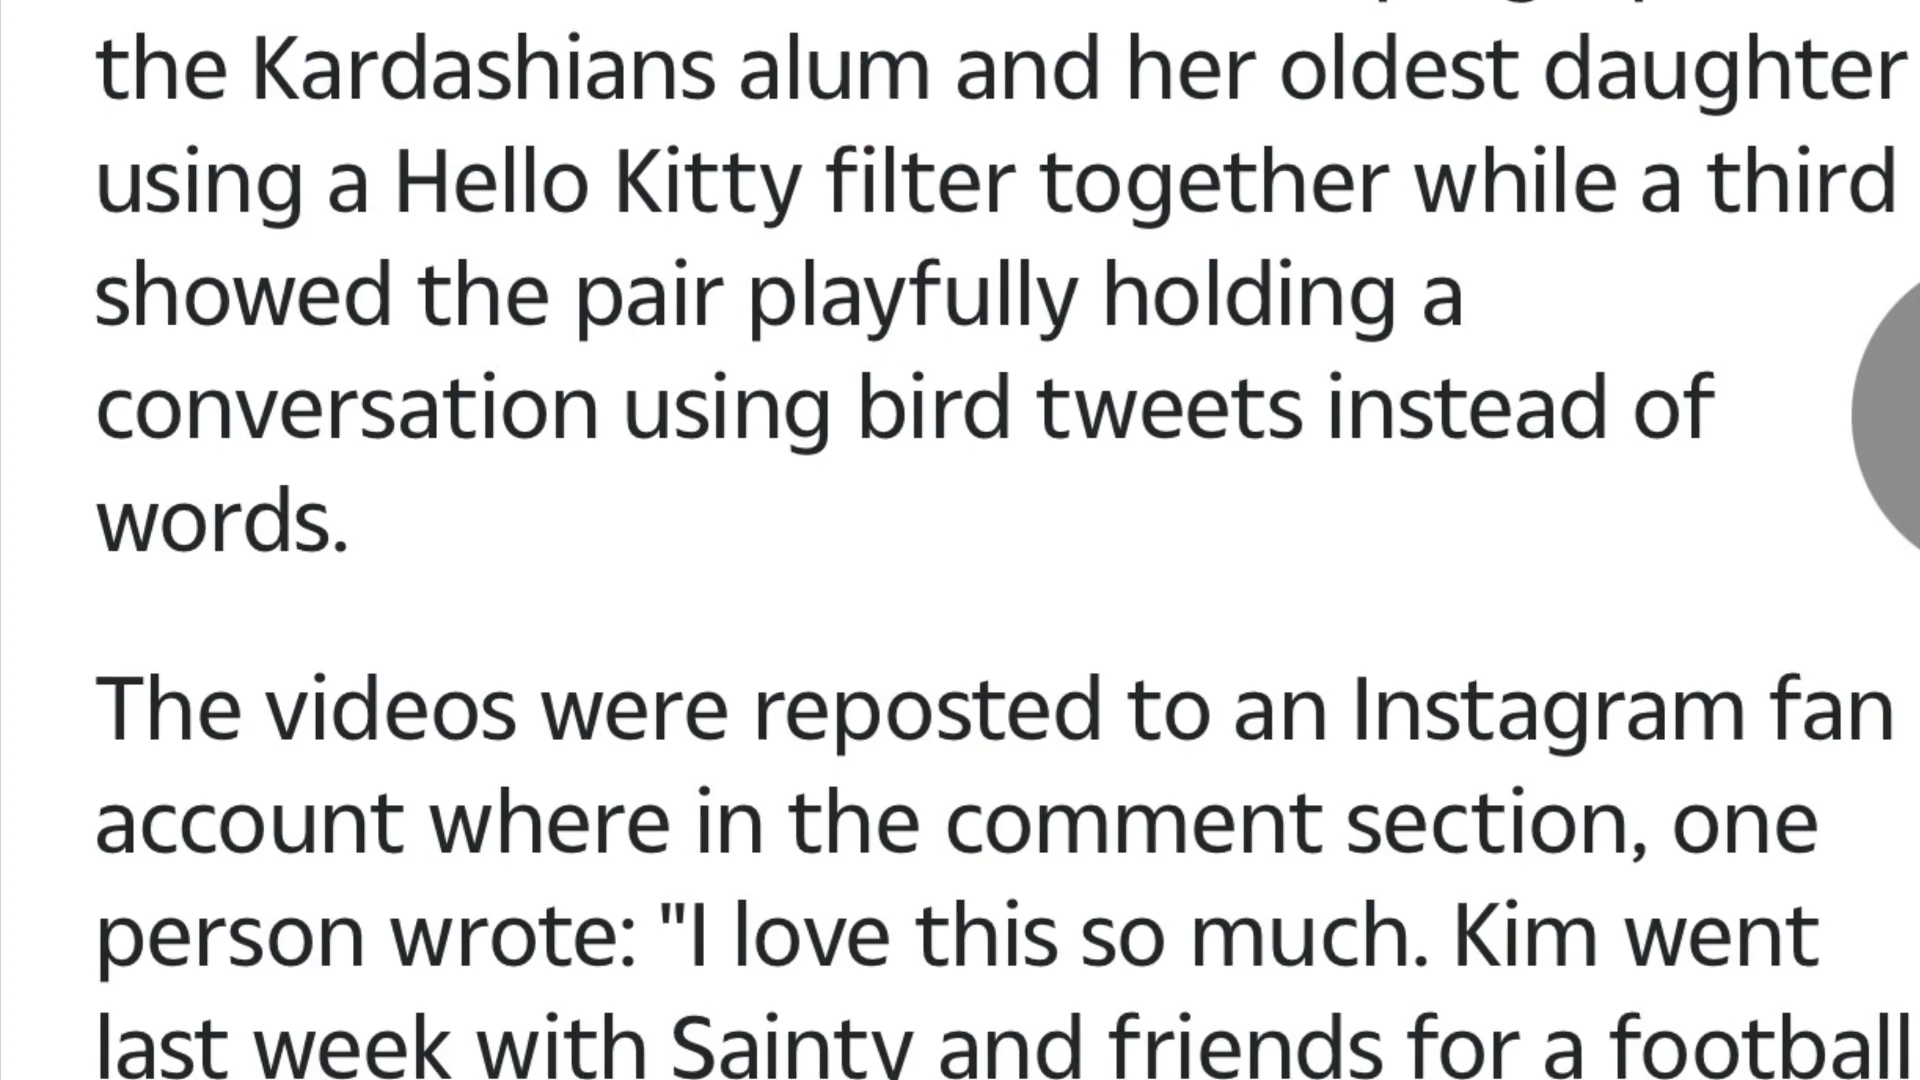 the Kardashians alum and her oldest daughter
using a Hello Kitty filter together while a third
showed the pair playfully holding a
conversation using bird tweets instead of
words.
The videos were reposted to an Instagram fan
account where in the comment section, one
person wrote: "I love this so much. Kim went
last week with Sainty and friends for a football